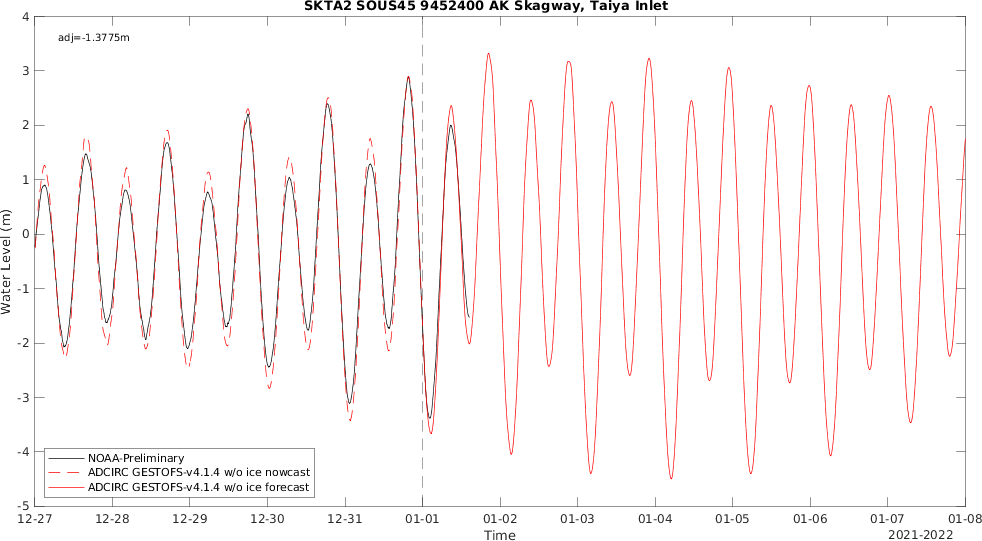 SKTA2 SOUS45 9452400 AK Skagway, Taiya Inlet
adj=-1.3775m
4
3
2
1
0
-1
-2
-3
-4
-5
Water Level (m)
NOAA-Preliminary
ADCIRC GESTOFS-v4.1.4 w/o ice nowcast
ADCIRC GESTOFS-v4.1.4 w/o ice forecast
12-27 12-28 12-29 12-30 12-31 01-01 01-02 01-03 01-04 01-05 01-06 01-07 01-08
Time
2021-2022